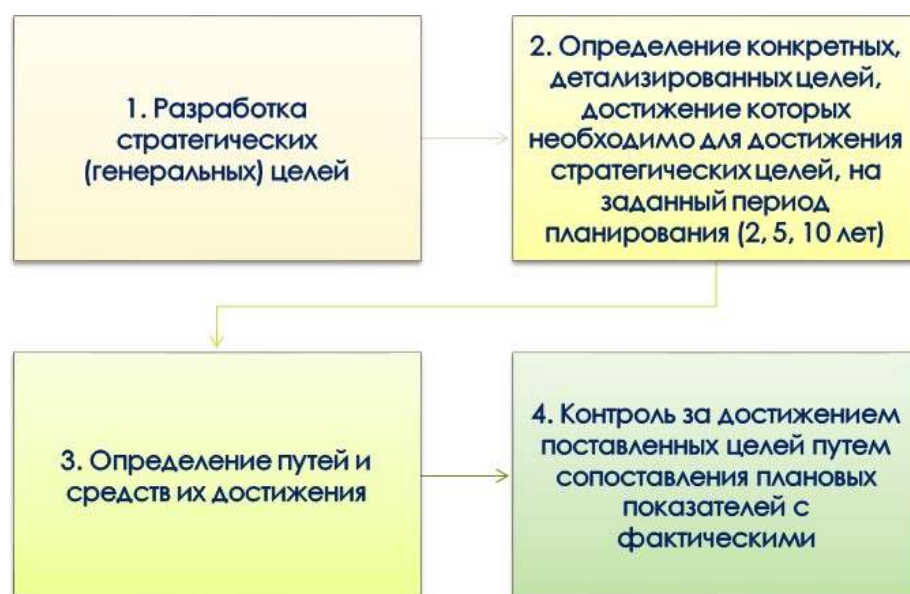 1. Разработка
стратегических
(генеральных) целей
2. Определение конкретных,
детализированных целей,
достижение которых
необходимо для достижения
стратегических целей, на
заданный период
планирования (2, 5, 10 лет)
3. Определение путей и
средств их достижения
4. Контроль за достижением
поставленных целей путем
сопоставления плановых
показателей с
фактическими